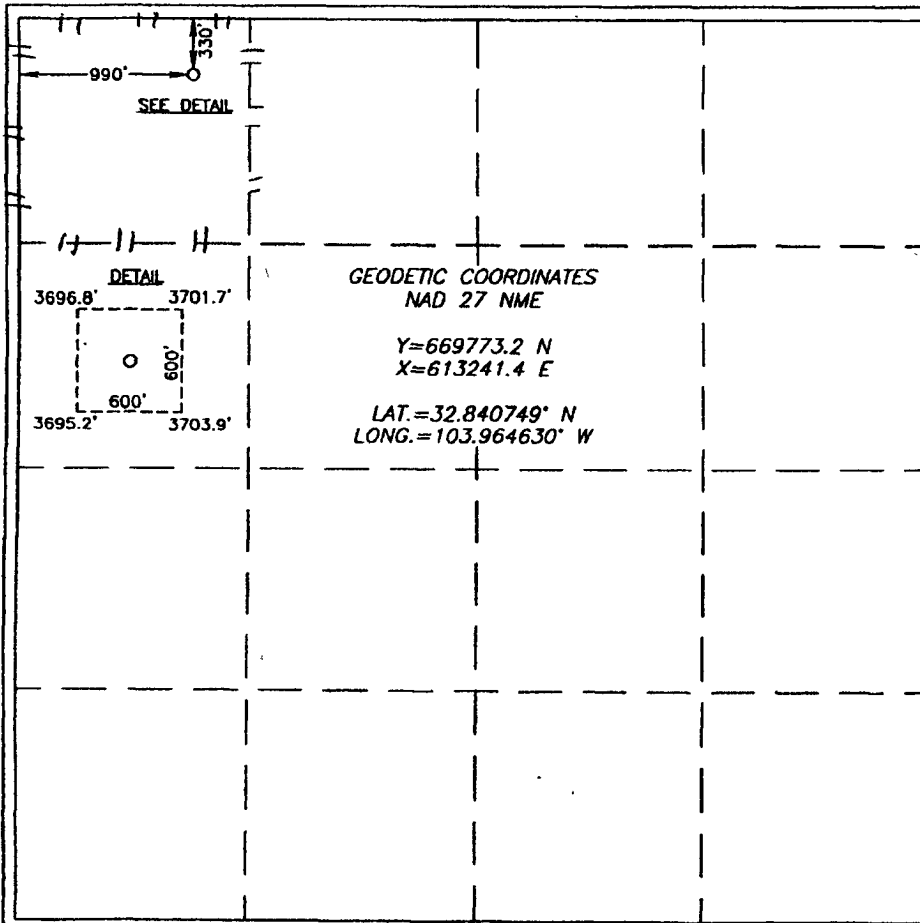 330'
990'
SEE DETAIL
DETAIL
3696.8' 3701.7'
600'
600'
3695.2' 3703.9'
GEODETIC COORDINATES
NAD 27 NME
Y=669773.2 N
X=613241.4 E
LAT.=32.840749° N
LONG.=103.964630° W